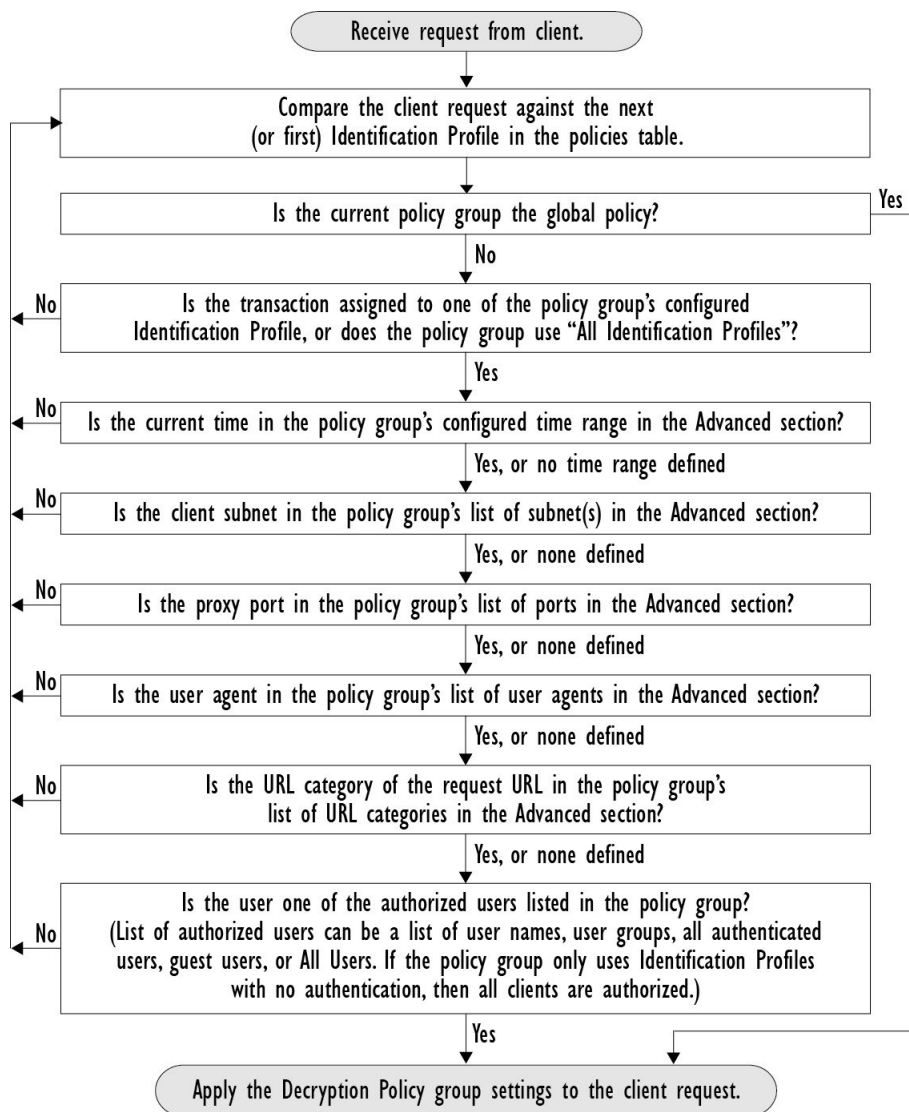 Receive request from client.
Compare the client request against the next
(or first) Identification Profile in the policies table.
Is the current policy group the global policy?
Yes
No
No
Is the transaction assigned to one of the policy group’s configured
Identification Profile, or does the policy group use “All Identification Profiles”?
Yes
No
Is the current time in the policy group’s configured time range in the Advanced section?
Yes, or no time range defined
No
Is the client subnet in the policy group’s list of subnet(s) in the Advanced section?
Yes, or none defined
No
Is the proxy port in the policy group’s list of ports in the Advanced section?
Yes, or none defined
No
Is the user agent in the policy group’s list of user agents in the Advanced section?
Yes, or none defined
No
Is the URL category of the request URL in the policy group’s
list of URL categories in the Advanced section?
Yes, or none defined
No
Is the user one of the authorized users listed in the policy group?
(List of authorized users can be a list of user names, user groups, all authenticated
users, guest users, or All Users. If the policy group only uses Identification Profiles
with no authentication, then all clients are authorized.)
Yes
Apply the Decryption Policy group settings to the client request.